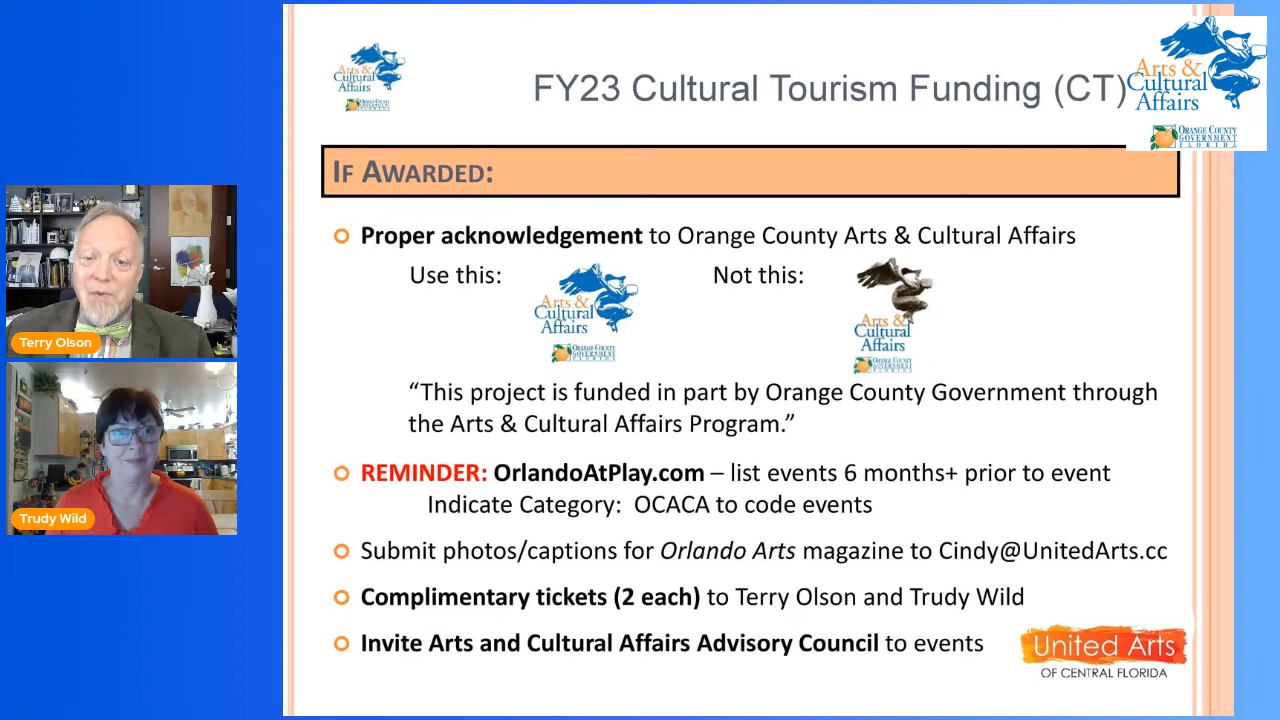 Arts &
Cultural
Affairs
ORANGE COUNTY
GOVERNMENT
FLORIDA
FY23 Cultural Tourism Funding (CT)
Arts &
Cultural
Affairs
ORANGE COUNTY
GOVERNMENT
FLORIDA
IF AWARDED:
Proper acknowledgement to Orange County Arts & Cultural Affairs
Use this:
Arts &
Cultural
Affairs
ORANGE COUNTY
GOVERNMENT
FLORIDA
Not this:
Arts &
Cultural
Affairs
ORANGE COUNTY
GOVERNMENT
FLORIDA
“This project is funded in part by Orange County Government through
the Arts & Cultural Affairs Program.”
REMINDER: OrlandoAtPlay.com – list events 6 months+ prior to event
Indicate Category: OCACA to code events
Submit photos/captions for Orlando Arts magazine to Cindy@UnitedArts.cc
Complimentary tickets (2 each) to Terry Olson and Trudy Wild
Invite Arts and Cultural Affairs Advisory Council to events
United Arts
OF CENTRAL FLORIDA
Terry Olson
Trudy Wild